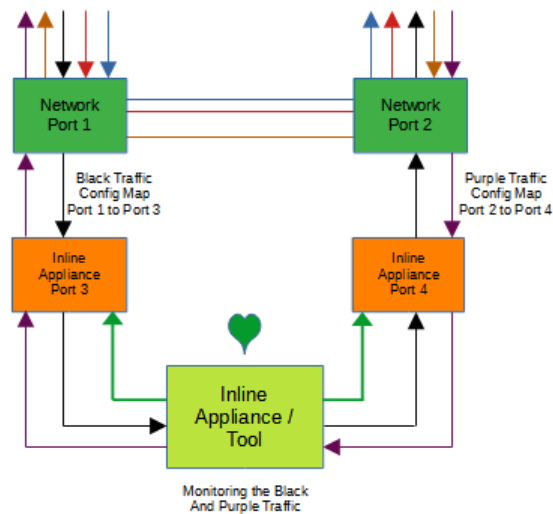 Network
Port 1
Network
Port 2
Black Traffic
Config Map
Port 1 to Port 3
Purple Traffic
Config Map
Port 2 to Port 4
Inline
Appliance
Port 3
Inline
Appliance
Port 4
Inline
Appliance /
Tool
Monitoring the Black
And Purple Traffic